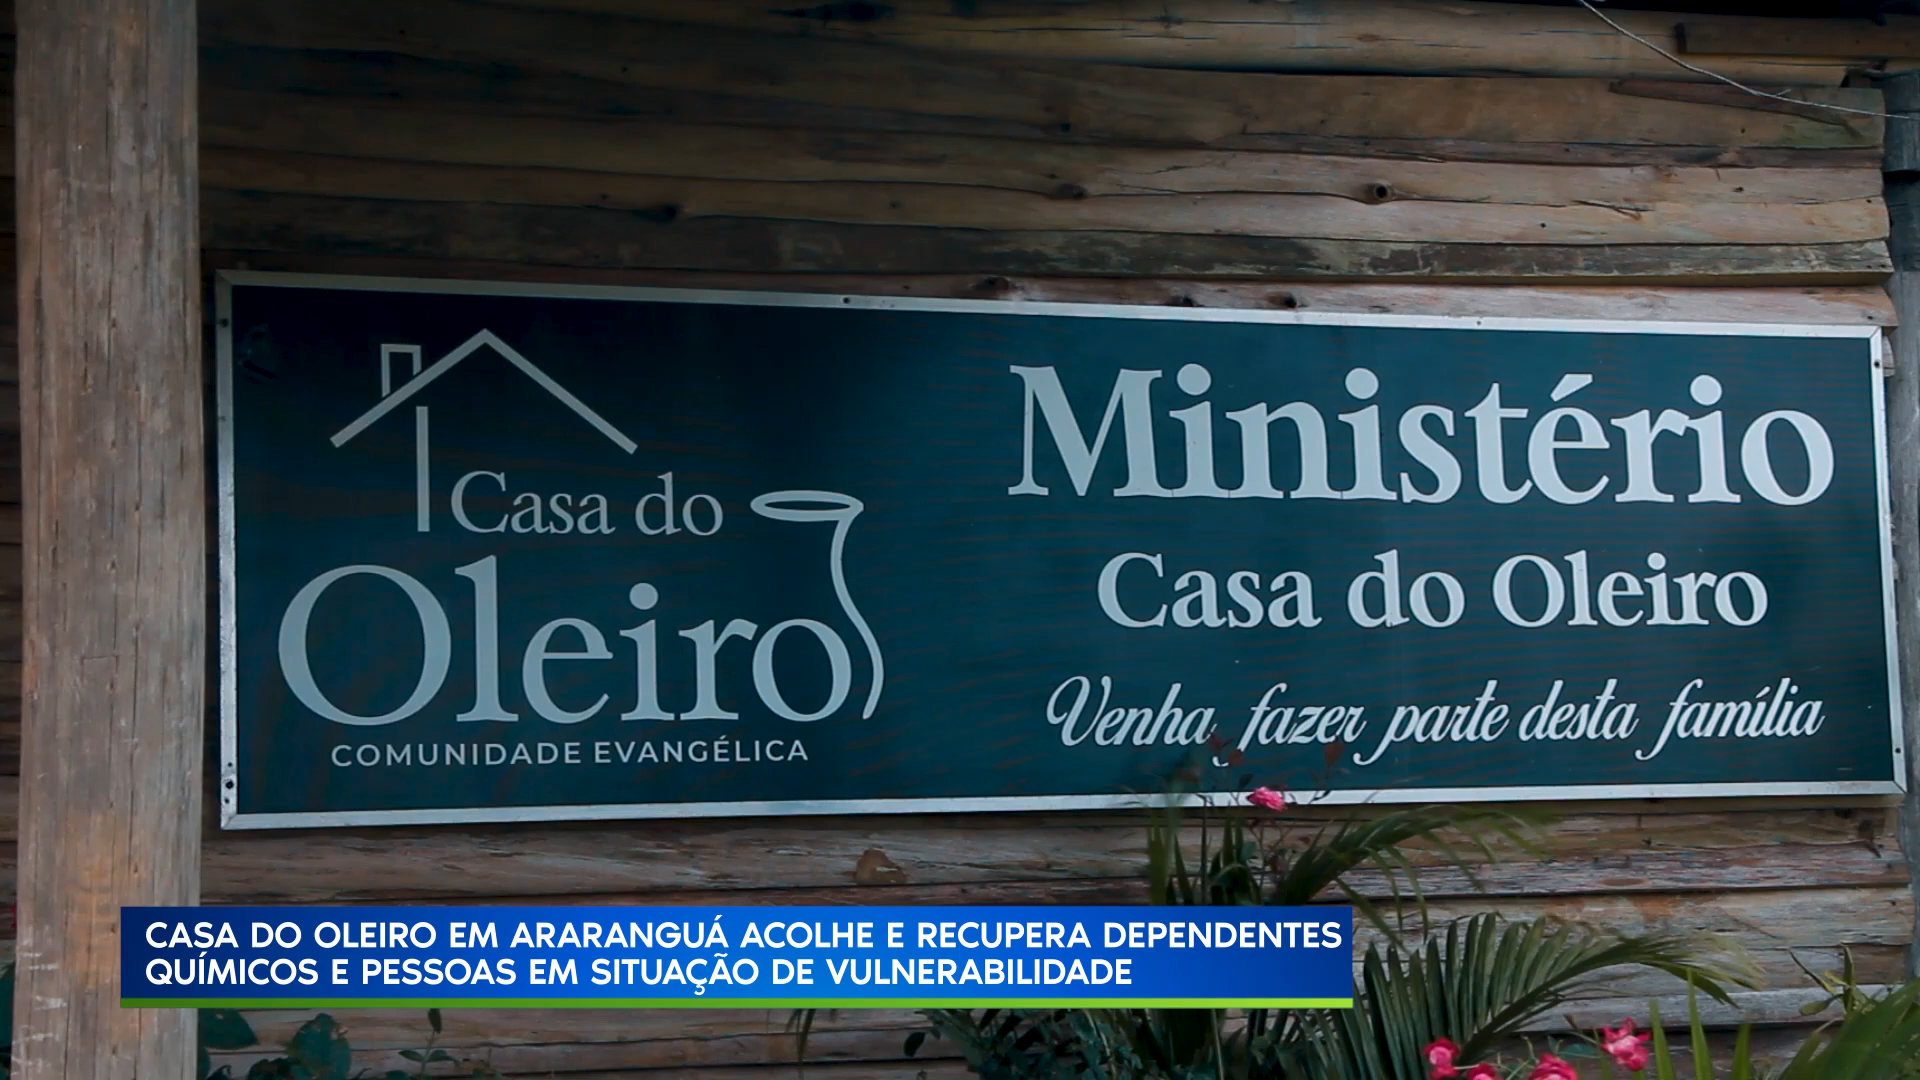 Casa do
Oleiro
COMUNIDADE EVANGÉLICA
Ministério
Casa do Oleiro
Venha fazer parte desta família
CASA DO OLEIRO EM ARARANGUÁ ACOLHE E RECUPERA DEPENDENTES
QUÍMICOS E PESSOAS EM SITUAÇÃO DE VULNERABILIDADE